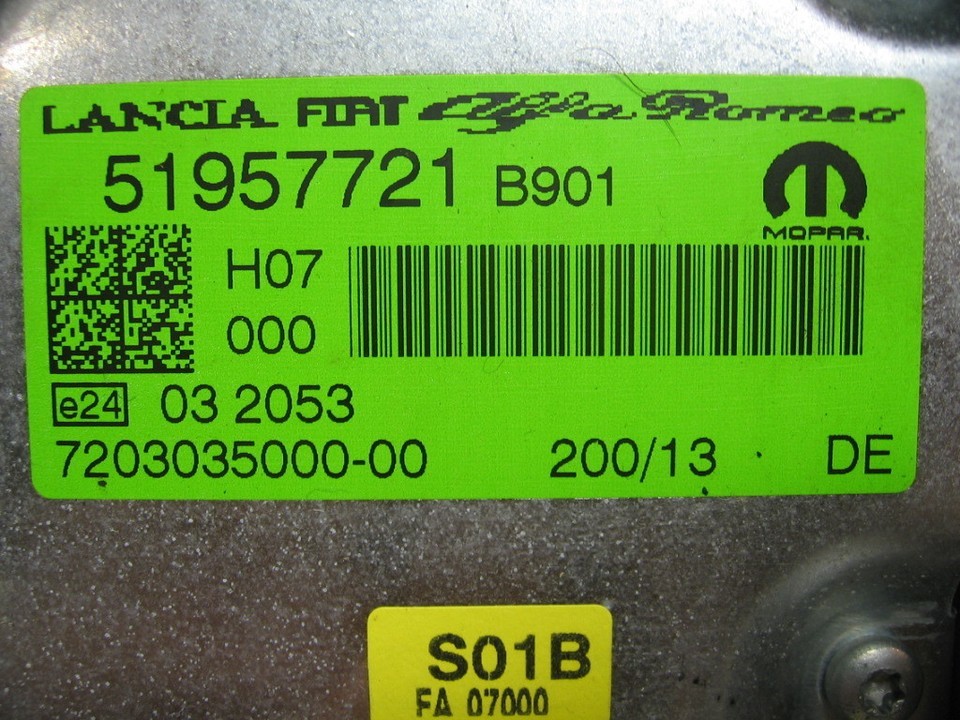 LANCIA FIAT Alfa Romeo
51957721 B901
MOPAR.
H07
000
e24 03 2053
7203035000-00 200/13 DE
S01B
FA 07000